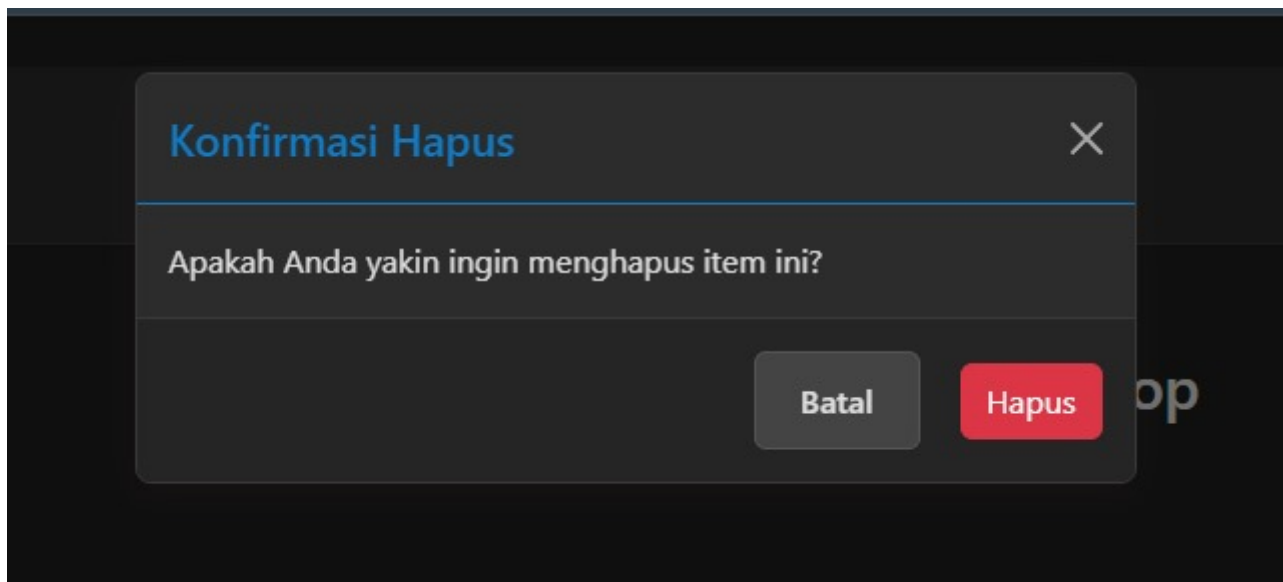 Konfirmasi Hapus
Apakah Anda yakin ingin menghapus item ini?
Batal Hapus